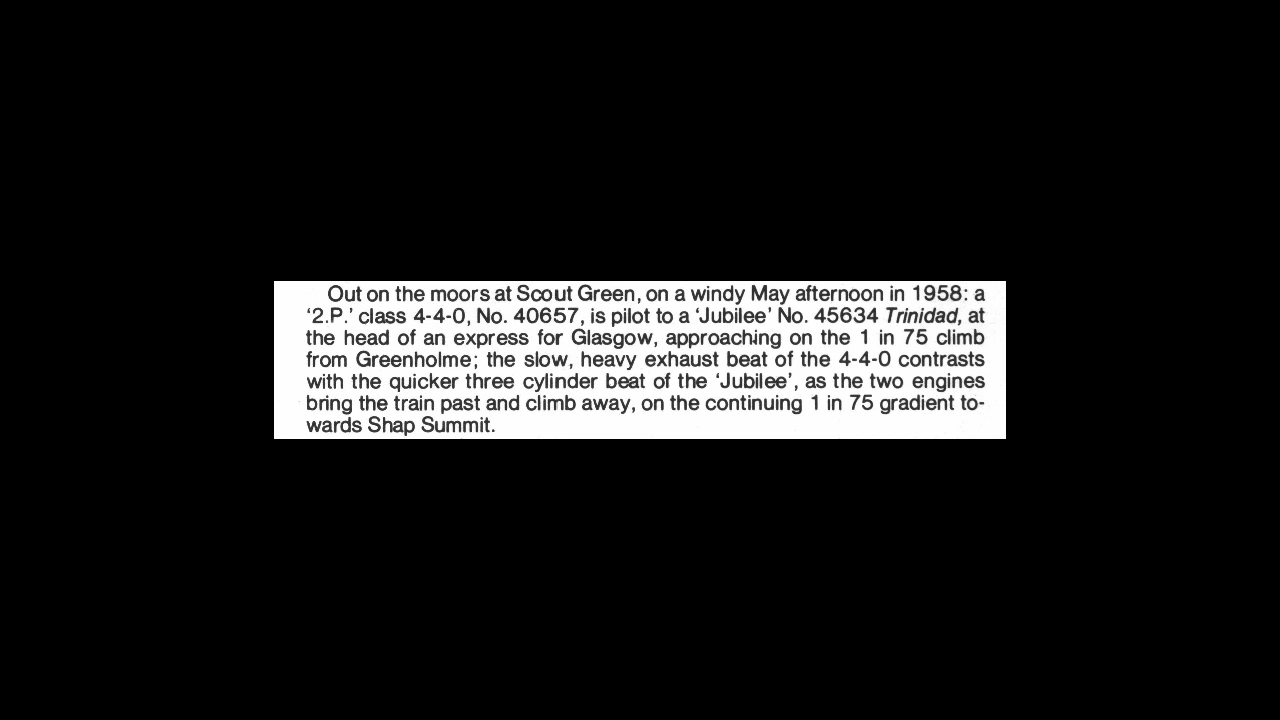 Out on the moors at Scout Green, on a windy May afternoon in 1958: a
‘2.P.’ class 4-4-0, No. 40657, is pilot to a ‘Jubilee’ No. 45634 Trinidad, at
the head of an express for Glasgow, approaching on the 1 in 75 climb
from Greenholme; the slow, heavy exhaust beat of the 4-4-0 contrasts
with the quicker three cylinder beat of the ‘Jubilee’, as the two engines
bring the train past and climb away, on the continuing 1 in 75 gradient to-
wards Shap Summit.